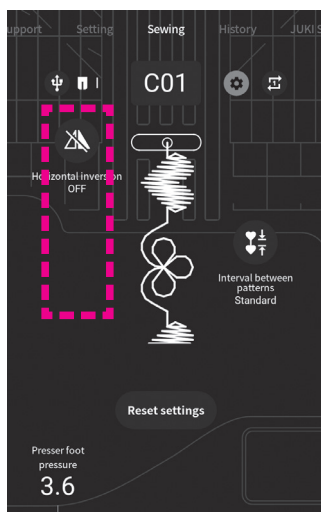 upport Setting Sewing History JUKI S
C01
Horizontal inversion
OFF
Interval between
patterns
Standard
Reset settings
Presser foot
pressure
3.6